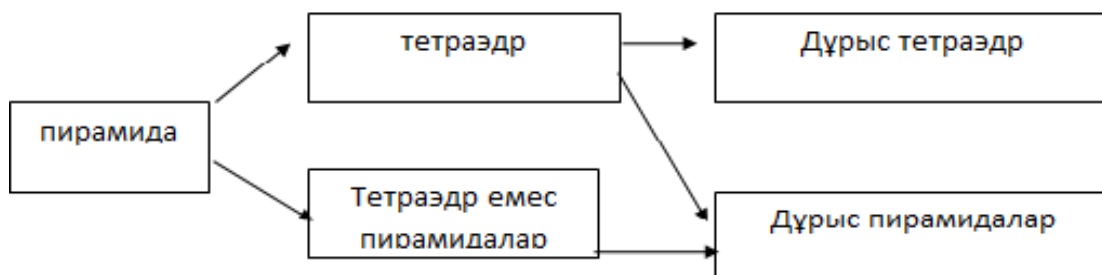 тетраэдр
Дұрыс тетраэдр
пирамида
Тетраэдр емес
пирамидалар
Дұрыс пирамидалар